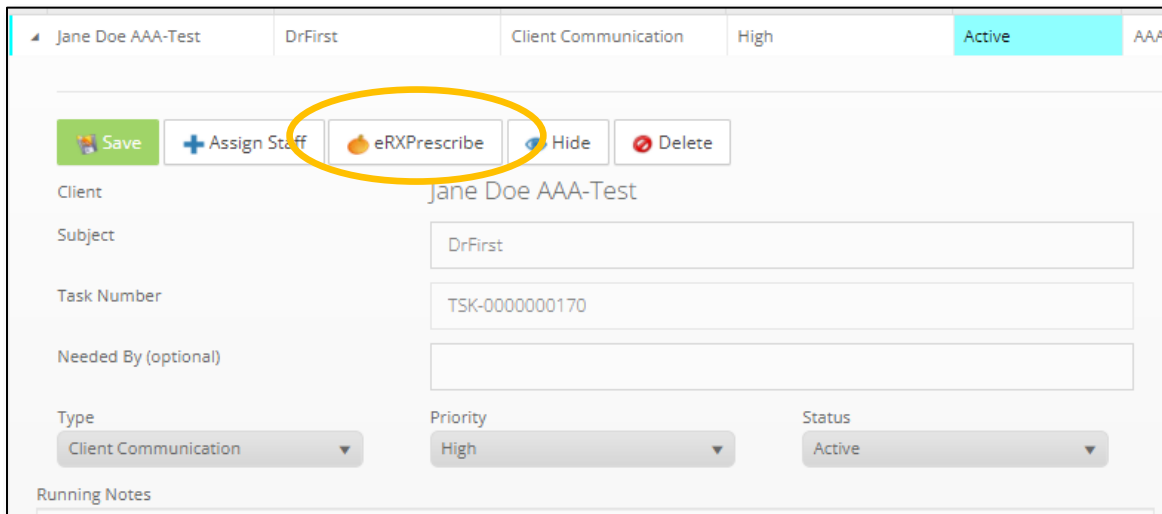 Jane Doe AAA-Test DrFirst Client Communication High Active AAA
Save Assign Staff eRXPrescribe Hide Delete
Client Jane Doe AAA-Test
Subject DrFirst
Task Number TSK-0000000170
Needed By (optional)
Type Priority Status
Client Communication High Active
Running Notes